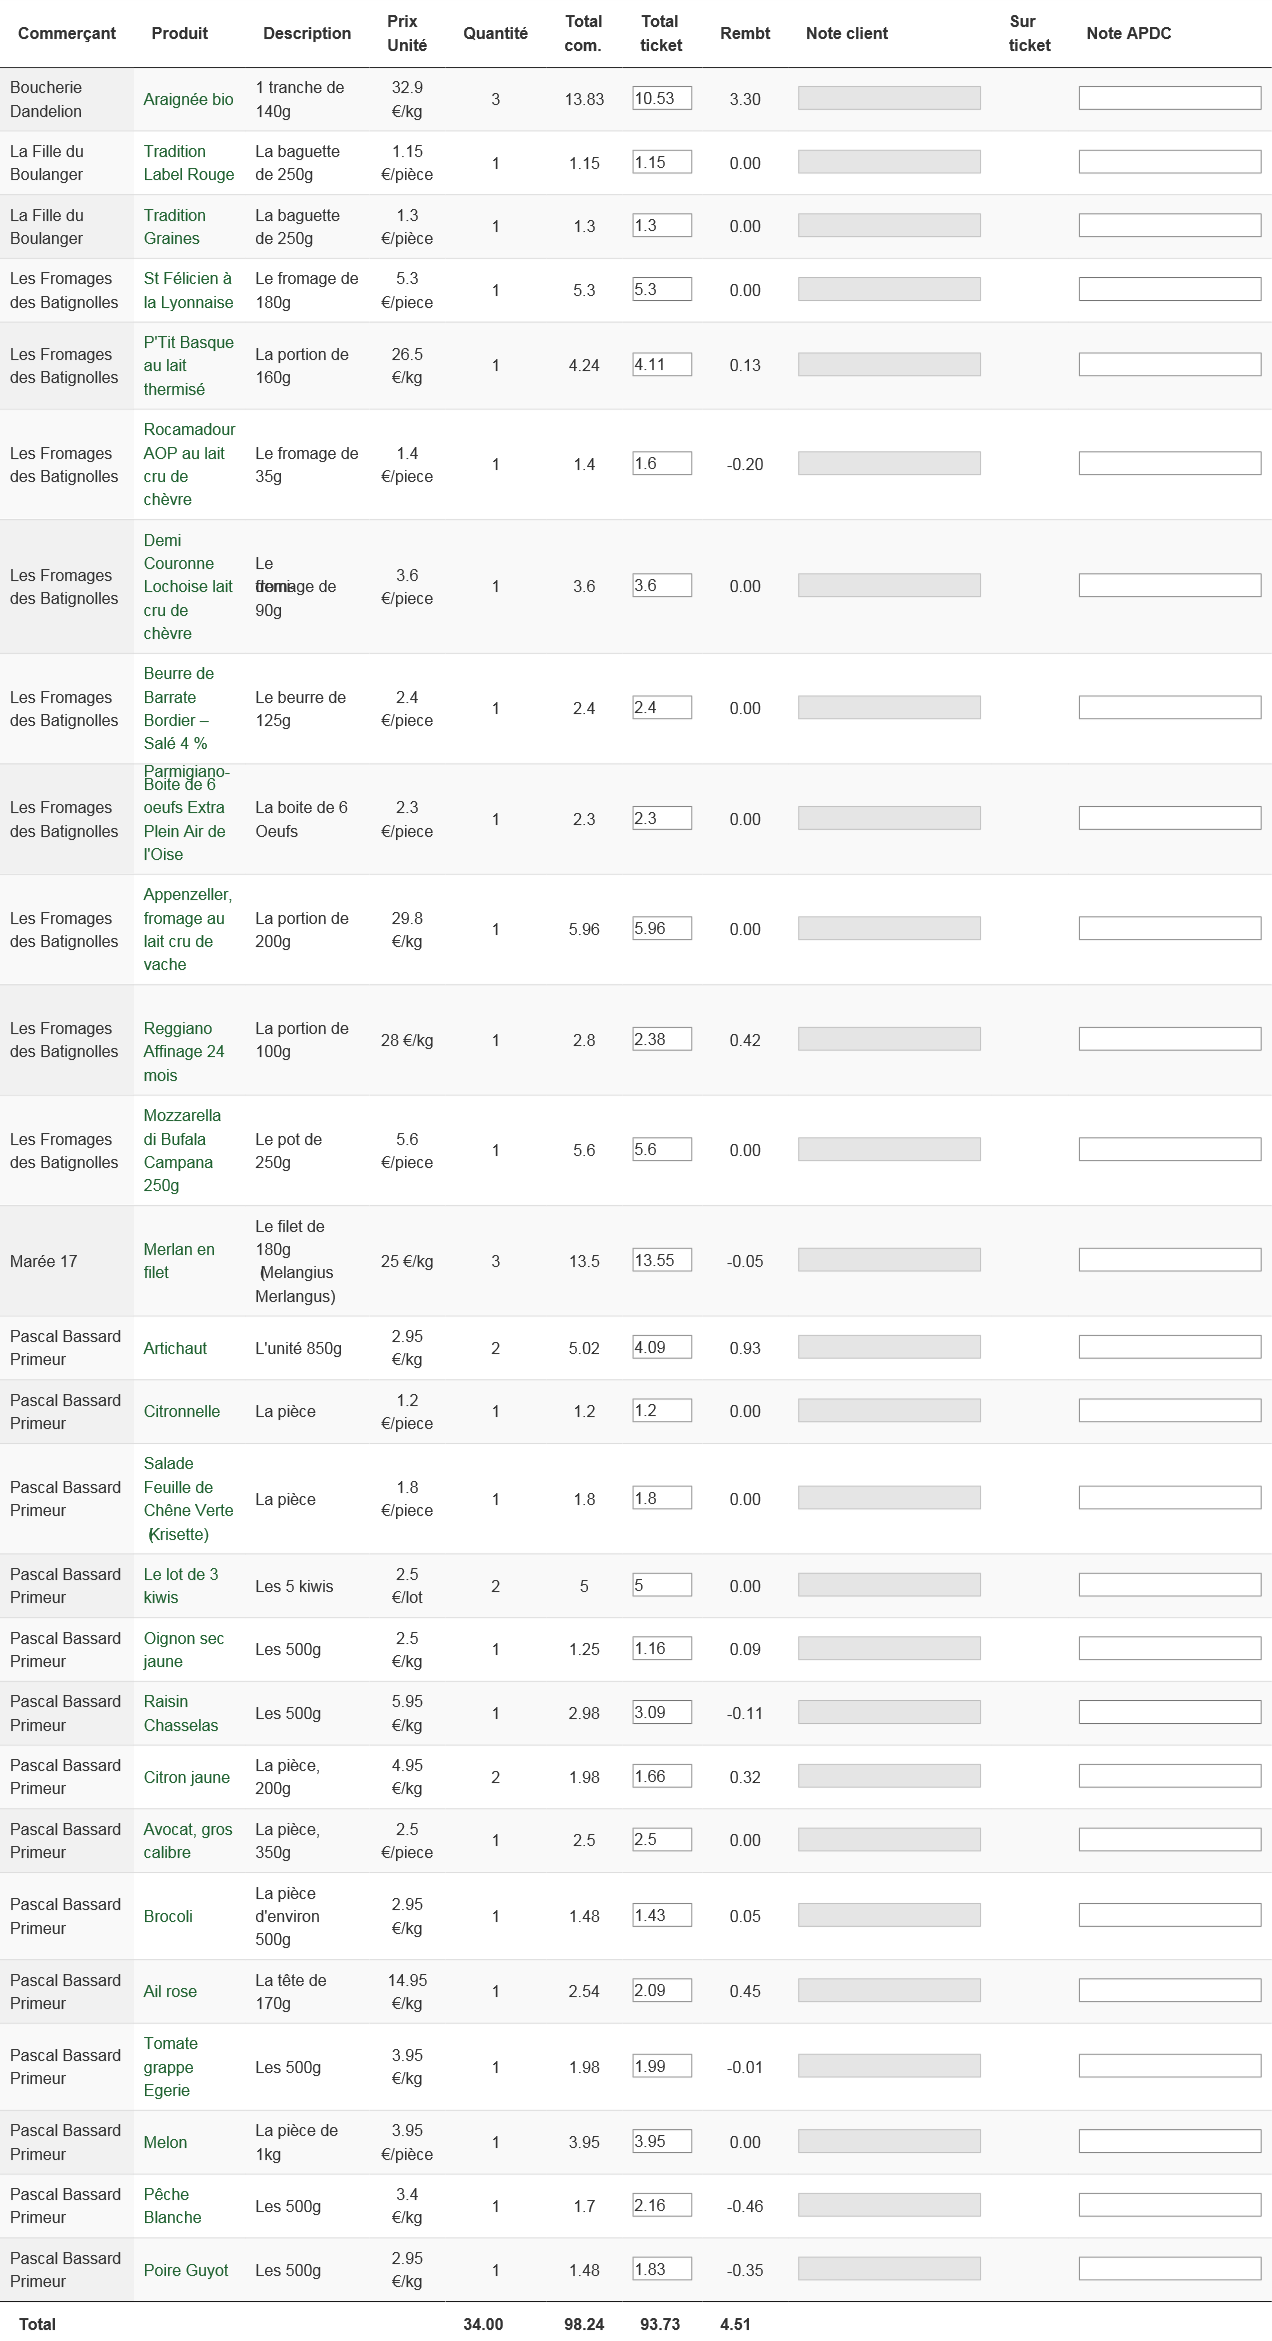 Commerçant Produit Description Prix Unité Quantité Total com. Total ticket Rembt Note client Sur ticket Note APDC
Boucherie Dandelion Araignée bio 1 tranche de 140g 32.9 €/kg 3 13.83 10.53 3.30
La Fille du Boulanger Tradition Label Rouge La baguette de 250g 1.15 €/pièce 1 1.15 1.15 0.00
La Fille du Boulanger Tradition Graines La baguette de 250g 1.3 €/pièce 1 1.3 1.3 0.00
Les Fromages des Batignolles St Félicien à la Lyonnaise Le fromage de 180g 5.3 €/piece 1 5.3 5.3 0.00
Les Fromages des Batignolles P'Tit Basque au lait thermisé La portion de 160g 26.5 €/kg 1 4.24 4.11 0.13
Les Fromages des Batignolles Rocamadour AOP au lait cru de chèvre Le fromage de 35g 1.4 €/piece 1 1.4 1.6 -0.20
Les Fromages des Batignolles Demi Couronne Lochoise lait cru de chèvre Le demi-fromage de 90g 3.6 €/piece 1 3.6 3.6 0.00
Les Fromages des Batignolles Beurre de Barrate Bordier – Salé 4 % Le beurre de 125g 2.4 €/piece 1 2.4 2.4 0.00
Les Fromages des Batignolles Boite de 6 oeufs Extra Plein Air de l'Oise La boite de 6 Oeufs 2.3 €/piece 1 2.3 2.3 0.00
Les Fromages des Batignolles Appenzeller, fromage au lait cru de vache La portion de 200g 29.8 €/kg 1 5.96 5.96 0.00
Les Fromages des Batignolles Parmigiano-Reggiano Affinage 24 mois La portion de 100g 28 €/kg 1 2.8 2.38 0.42
Les Fromages des Batignolles Mozzarella di Bufala Campana 250g Le pot de 250g 5.6 €/piece 1 5.6 5.6 0.00
Marée 17 Merlan en filet Le filet de 180g (Melangius Merlangus) 25 €/kg 3 13.5 13.55 -0.05
Pascal Bassard Primeur Artichaut L'unité 850g 2.95 €/kg 2 5.02 4.09 0.93
Pascal Bassard Primeur Citronnelle La pièce 1.2 €/piece 1 1.2 1.2 0.00
Pascal Bassard Primeur Salade Feuille de Chêne Verte (Krisette) La pièce 1.8 €/piece 1 1.8 1.8 0.00
Pascal Bassard Primeur Le lot de 3 kiwis Les 5 kiwis 2.5 €/lot 2 5 5 0.00
Pascal Bassard Primeur Oignon sec jaune Les 500g 2.5 €/kg 1 1.25 1.16 0.09
Pascal Bassard Primeur Raisin Chasselas Les 500g 5.95 €/kg 1 2.98 3.09 -0.11
Pascal Bassard Primeur Citron jaune La pièce, 200g 4.95 €/kg 2 1.98 1.66 0.32
Pascal Bassard Primeur Avocat, gros calibre La pièce, 350g 2.5 €/piece 1 2.5 2.5 0.00
Pascal Bassard Primeur Brocoli La pièce d'environ 500g 2.95 €/kg 1 1.48 1.43 0.05
Pascal Bassard Primeur Ail rose La tête de 170g 14.95 €/kg 1 2.54 2.09 0.45
Pascal Bassard Primeur Tomate grappe Egerie Les 500g 3.95 €/kg 1 1.98 1.99 -0.01
Pascal Bassard Primeur Melon La pièce de 1kg 3.95 €/pièce 1 3.95 3.95 0.00
Pascal Bassard Primeur Pêche Blanche Les 500g 3.4 €/kg 1 1.7 2.16 -0.46
Pascal Bassard Primeur Poire Guyot Les 500g 2.95 €/kg 1 1.48 1.83 -0.35
Total 34.00 98.24 93.73 4.51